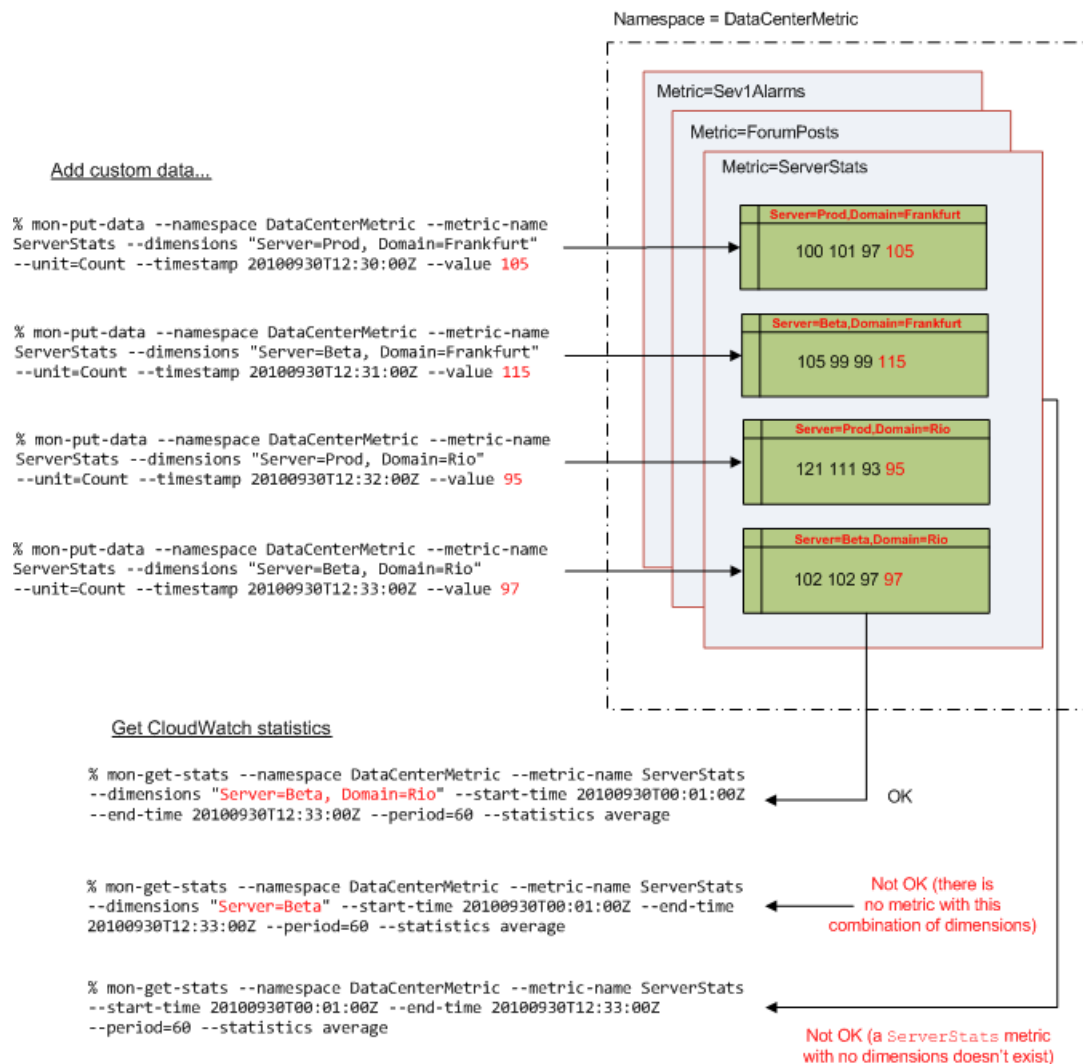 Namespace = DataCenterMetric
Metric=Sev1Alarms
Metric=ForumPosts
Metric=ServerStats
Add custom data...
% mon-put-data --namespace DataCenterMetric --metric-name
ServerStats --dimensions "Server=Prod, Domain=Frankfurt"
--unit=Count --timestamp 20100930T12:30:00Z --value 105
Server=Prod,Domain=Frankfurt
100 101 97 105
% mon-put-data --namespace DataCenterMetric --metric-name
ServerStats --dimensions "Server=Beta, Domain=Frankfurt"
--unit=Count --timestamp 20100930T12:31:00Z --value 115
Server=Beta,Domain=Frankfurt
105 99 99 115
% mon-put-data --namespace DataCenterMetric --metric-name
ServerStats --dimensions "Server=Prod, Domain=Rio"
--unit=Count --timestamp 20100930T12:32:00Z --value 95
Server=Prod,Domain=Rio
121 111 93 95
% mon-put-data --namespace DataCenterMetric --metric-name
ServerStats --dimensions "Server=Beta, Domain=Rio"
--unit=Count --timestamp 20100930T12:33:00Z --value 97
Server=Beta,Domain=Rio
102 102 97 97
Get CloudWatch statistics
% mon-get-stats --namespace DataCenterMetric --metric-name ServerStats
--dimensions "Server=Beta, Domain=Rio" --start-time 20100930T00:01:00Z
--end-time 20100930T12:33:00Z --period=60 --statistics average
OK
% mon-get-stats --namespace DataCenterMetric --metric-name ServerStats
--dimensions "Server=Beta" --start-time 20100930T00:01:00Z --end-time
20100930T12:33:00Z --period=60 --statistics average
Not OK (there is
no metric with this
combination of dimensions)
% mon-get-stats --namespace DataCenterMetric --metric-name ServerStats
--start-time 20100930T00:01:00Z --end-time 20100930T12:33:00Z
--period=60 --statistics average
Not OK (a ServerStats metric
with no dimensions doesn't exist)